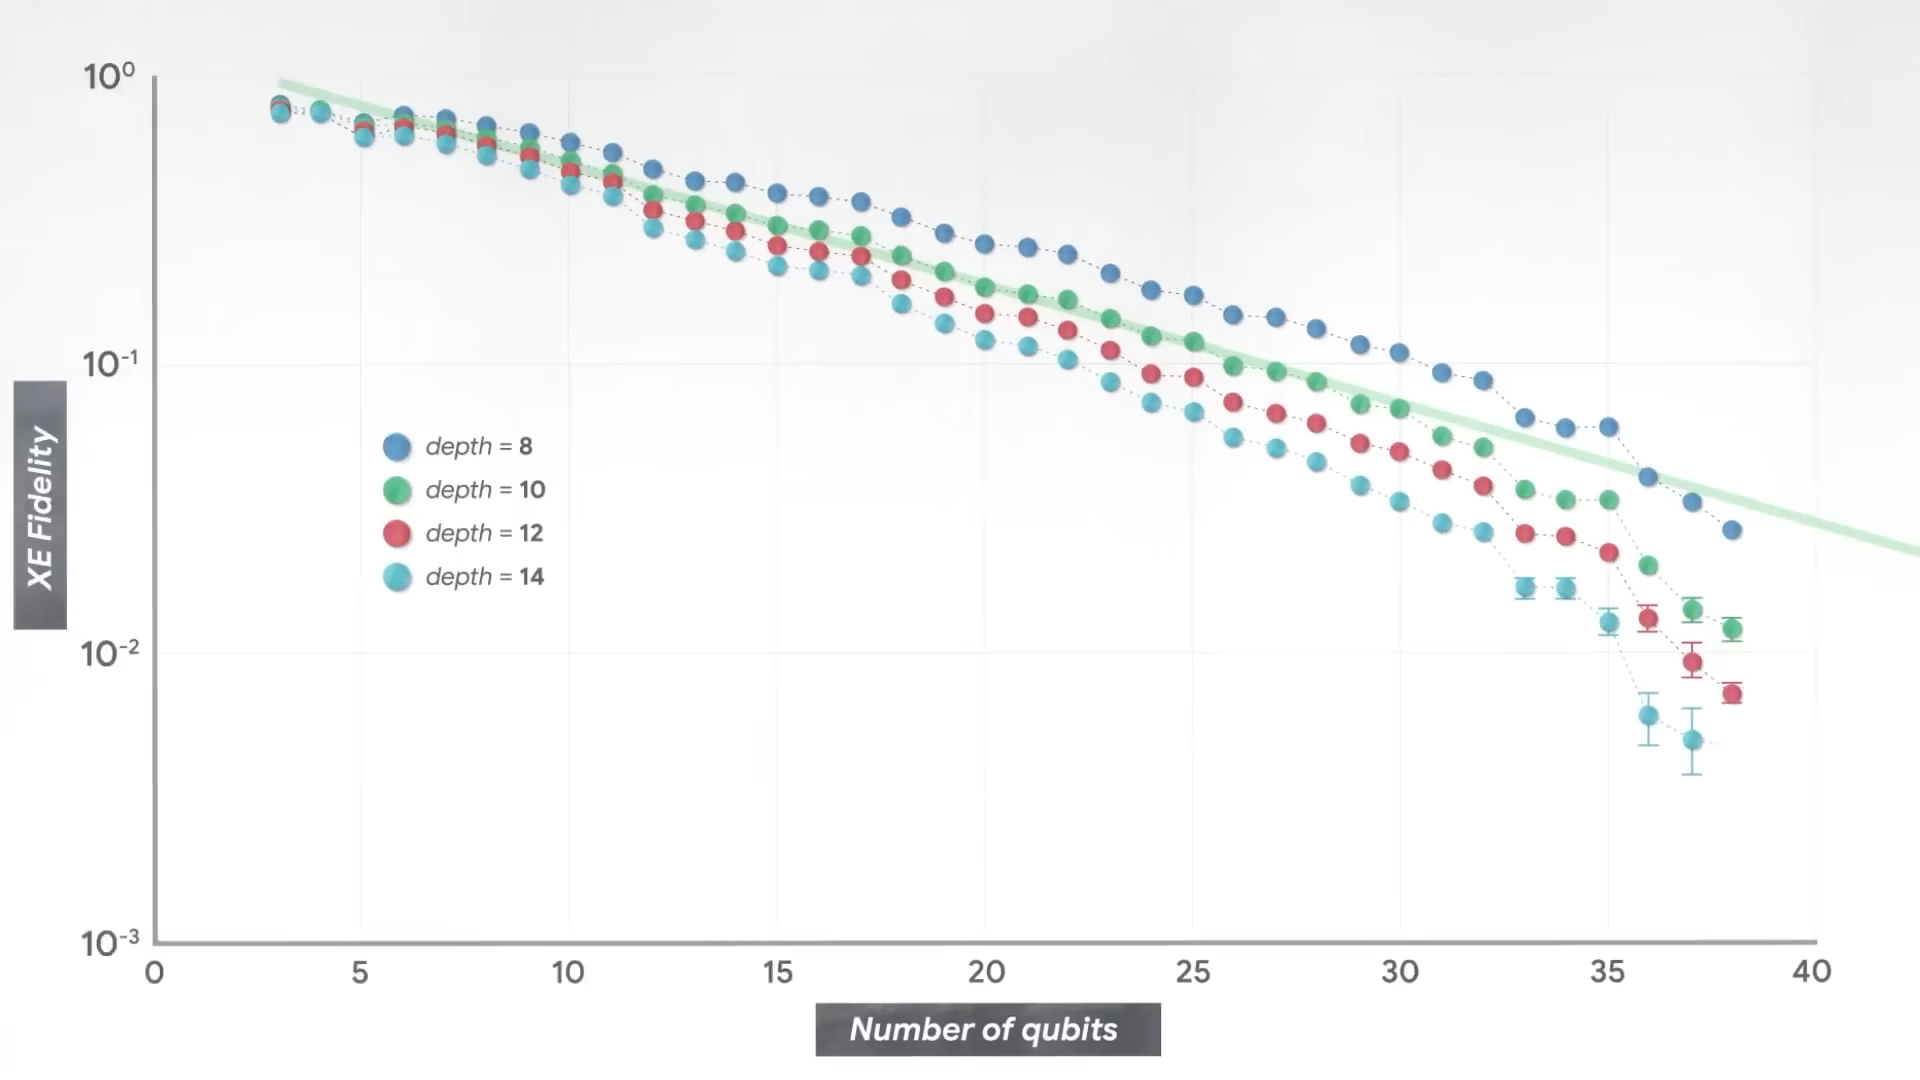 10⁰
10⁻¹
10⁻²
10⁻³
XE Fidelity
depth = 8
depth = 10
depth = 12
depth = 14
0 5 10 15 20 25 30 35 40
Number of qubits